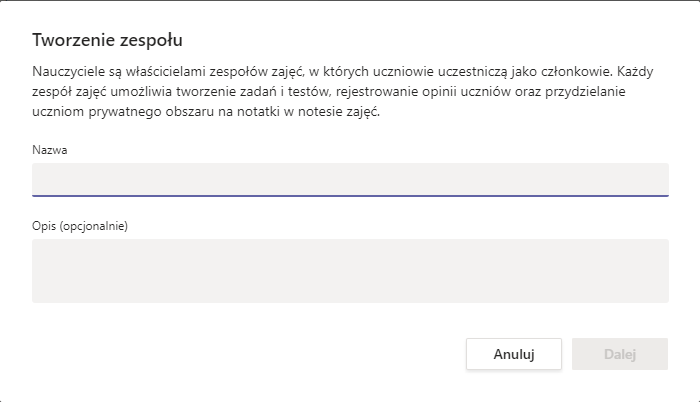 Tworzenie zespołu
Nauczyciele są właścicielami zespołów zajęć, w których uczniowie uczestniczą jako członkowie. Każdy
zespół zajęć umożliwia tworzenie zadań i testów, rejestrowanie opinii uczniów oraz przydzielanie
uczniom prywatnego obszaru na notatki w notesie zajęć.
Nazwa
Opis (opcjonalnie)
Anuluj
Dalej